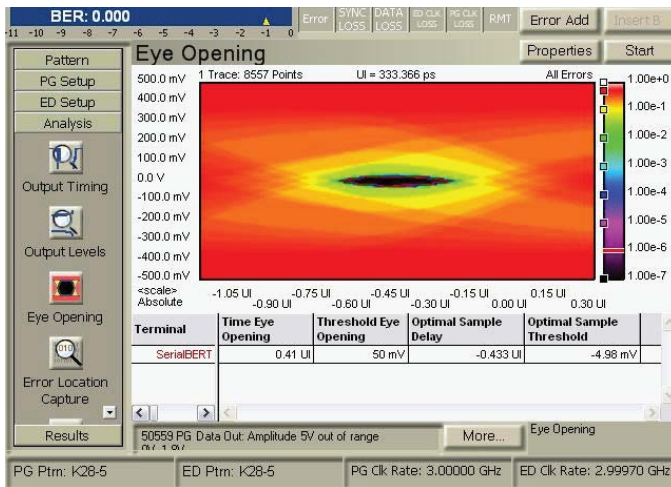 BER: 0.000
-11 -10 -9 -8 -7 -6 -5 -4 -3 -2 -1 0
Error
SYNC LOSS
DATA LOSS
ED CLK LOSS
PG CLK LOSS
RMT
Error Add
Insert B
Eye Opening
Properties
Start
Pattern
PG Setup
ED Setup
Analysis
Output Timing
Output Levels
Eye Opening
010
Error Location
Capture
Results
1 Trace: 8557 Points
UI = 333.366 ps
All Errors
500.0 mV
400.0 mV
300.0 mV
200.0 mV
100.0 mV
0.0 V
-100.0 mV
-200.0 mV
-300.0 mV
-400.0 mV
-500.0 mV
1.00e+0
1.00e-1
1.00e-2
1.00e-3
1.00e-4
1.00e-5
1.00e-6
1.00e-7
<scale>
Absolute
-1.05 UI -0.75 UI -0.45 UI -0.15 UI 0.15 UI
-0.90 UI -0.60 UI -0.30 UI 0.00 UI 0.30 UI
Terminal Time Eye Opening Threshold Eye Opening Optimal Sample Delay Optimal Sample Threshold
SerialBERT 0.41 UI 50 mV -0.433 UI -4.98 mV
50559 PG Data Out: Amplitude 5V out of range
More...
Eye Opening
PG Ptrn: K28-5
ED Ptrn: K28-5
PG Clk Rate: 3.00000 GHz
ED Clk Rate: 2.99970 GHz